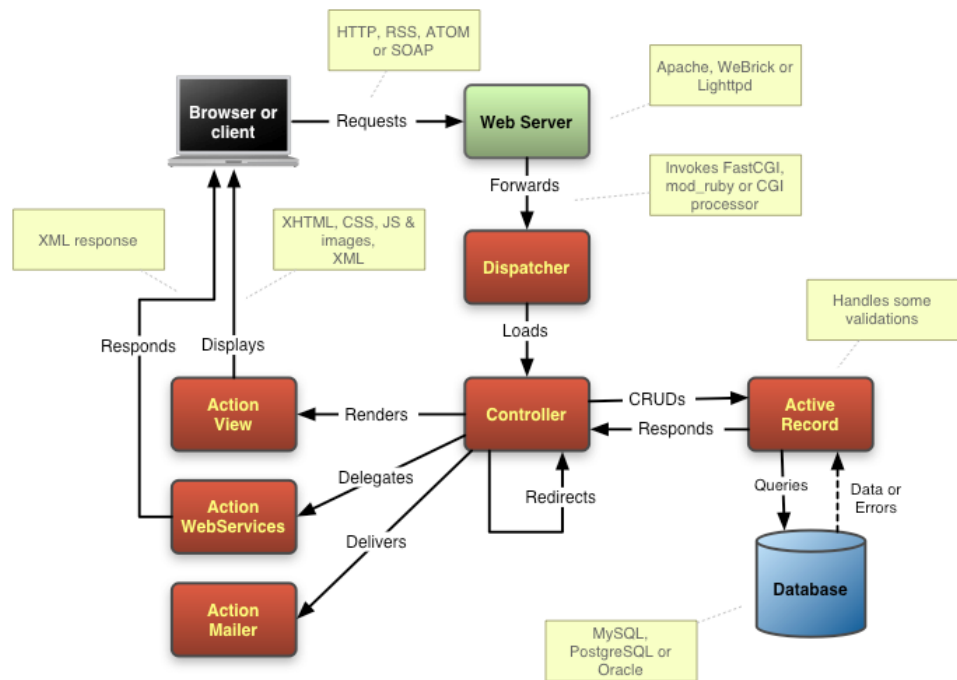 HTTP, RSS, ATOM
or SOAP
Apache, WeBrick or
Lighttpd
Browser or
client
Requests
Web Server
Forwards
Invokes FastCGI,
mod_ruby or CGI
processor
XML response
XHTML, CSS, JS &
images,
XML
Dispatcher
Handles some
validations
Responds
Displays
Loads
Action
View
Renders
Controller
CRUDs
Responds
Active
Record
Delegates
Redirects
Queries
Data or
Errors
Action
WebServices
Delivers
Action
Mailer
Database
MySQL,
PostgreSQL or
Oracle